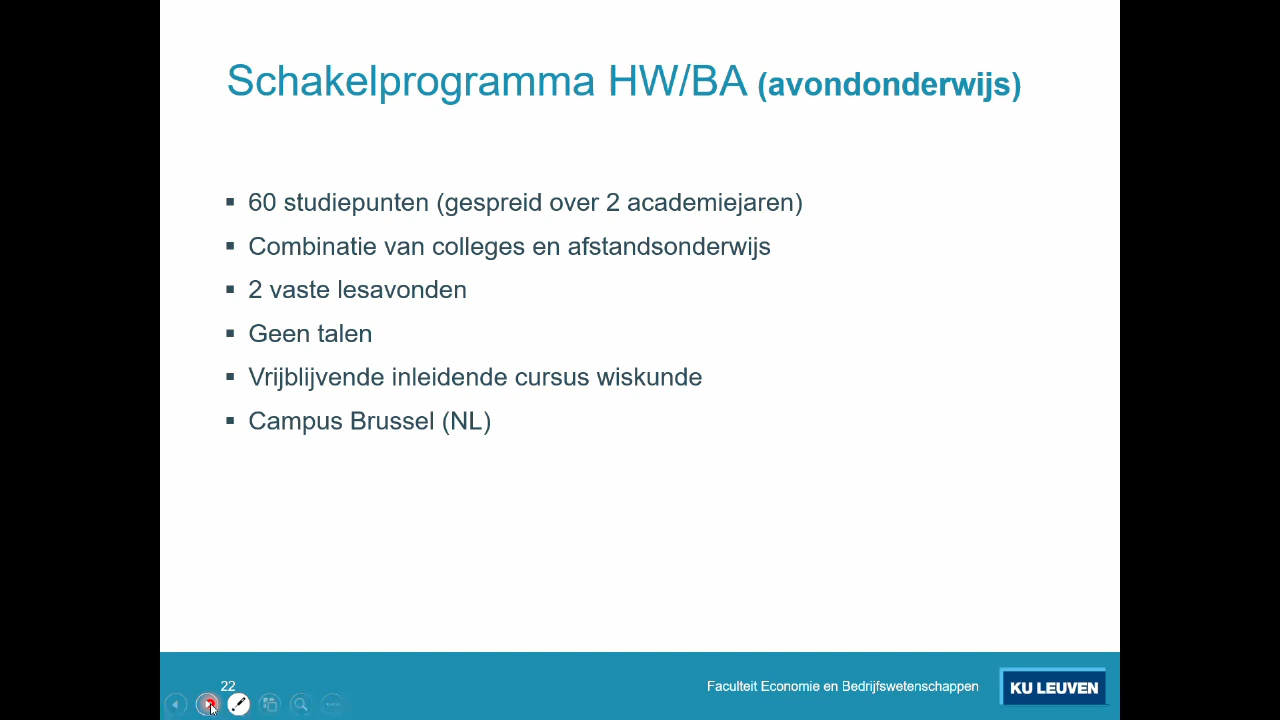 Schakelprogramma HW/BA (avondonderwijs)
▪ 60 studiepunten (gespreid over 2 academiejaren)
▪ Combinatie van colleges en afstandsonderwijs
▪ 2 vaste lesavonden
▪ Geen talen
▪ Vrijblijvende inleidende cursus wiskunde
▪ Campus Brussel (NL)
22
Faculteit Economie en Bedrijfswetenschappen
KU LEUVEN